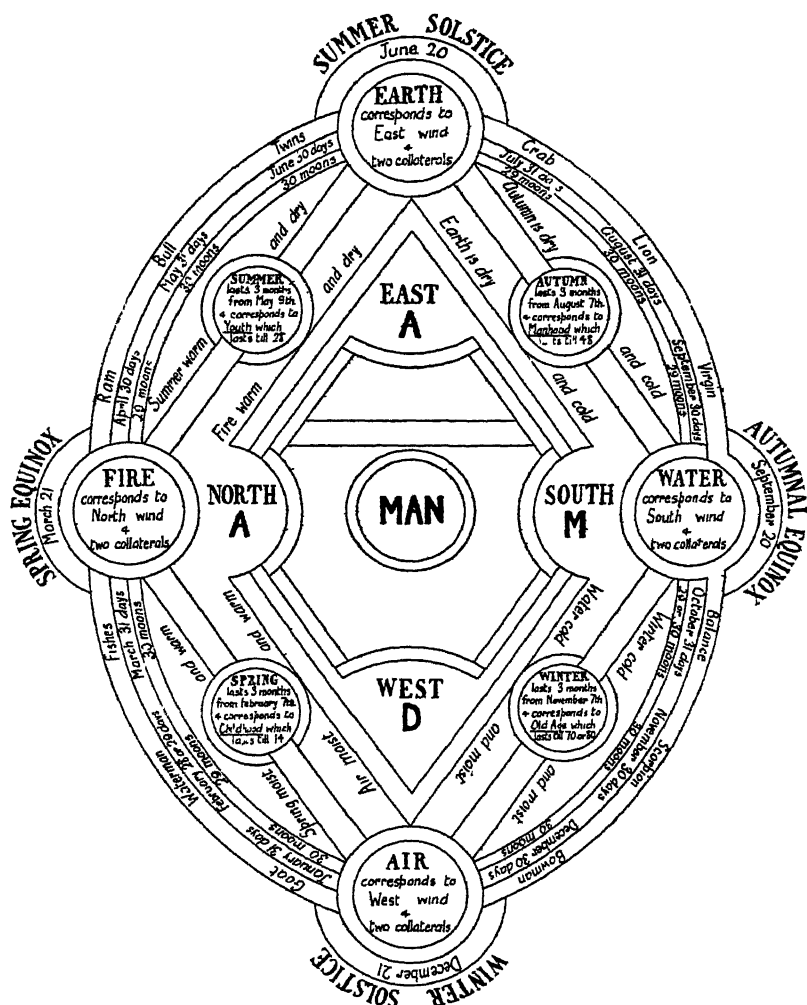 SUMMER SOLSTICE
June 20
EARTH
corresponds to
East wind
&
two collaterals
Twins
June 30 days
30 moons
Crab
July 31
29 moons
Bull
May 31 days
30 moons
Lion
August 31 days
30 moons
Ram
April 30 days
Virgin
September 30 days
29 moons
and dry
Summer warm
and dry
Fire warm
Earth is dry
and cold
Autumn is dry
and cold
SUMMER
lasts 3 months
from May 9th
& corresponds to
Youth which
lasts till 28
AUTUMN
lasts 3 months
from August 7th
& corresponds to
Manhood which
till 48
EAST
A
SPRING EQUINOX
March 21
FIRE
corresponds to
North wind
&
two collaterals
NORTH
A
MAN
SOUTH
M
WATER
corresponds to
South wind
&
two collaterals
AUTUMNAL EQUINOX
September 20
WEST
D
and warm
Spring moist
and warm
Air moist
Water cold
and moist
Winter cold
and moist
SPRING
lasts 3 months
from February 7th
& corresponds to
Childhood which
till 14
WINTER
lasts 3 months
from November 7th
& corresponds to
Old Age which
lasts till 70 or 80
Fishes
March 31 days
30 moons
Balance
October 31 days
29 or 30 moons
Waterman
February 28 or 29 days
29 moons
Scorpion
November 30 days
30 moons
Goat
January 31 days
30 moons
Bowman
December 30 days
30 moons
AIR
corresponds to
West wind
&
two collaterals
December 21
WINTER SOLSTICE